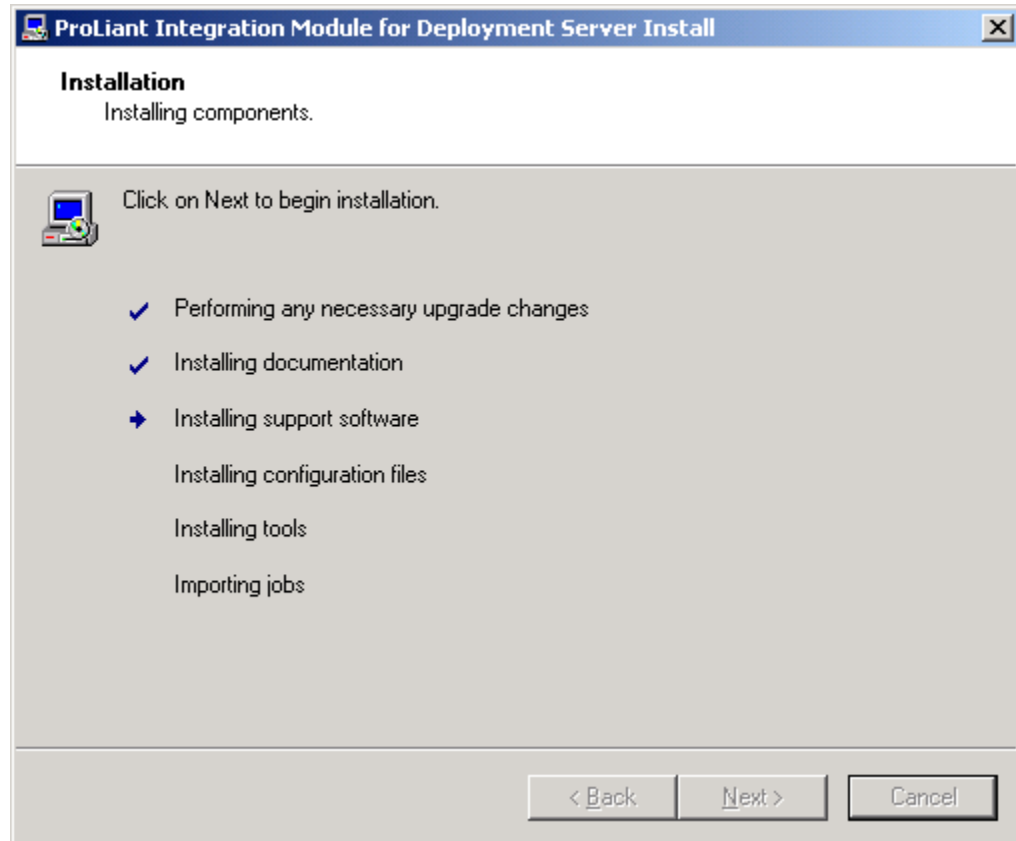 ProLiant Integration Module for Deployment Server Install
Installation
Installing components.
Click on Next to begin installation.
Performing any necessary upgrade changes
Installing documentation
Installing support software
Installing configuration files
Installing tools
Importing jobs
< Back Next > Cancel